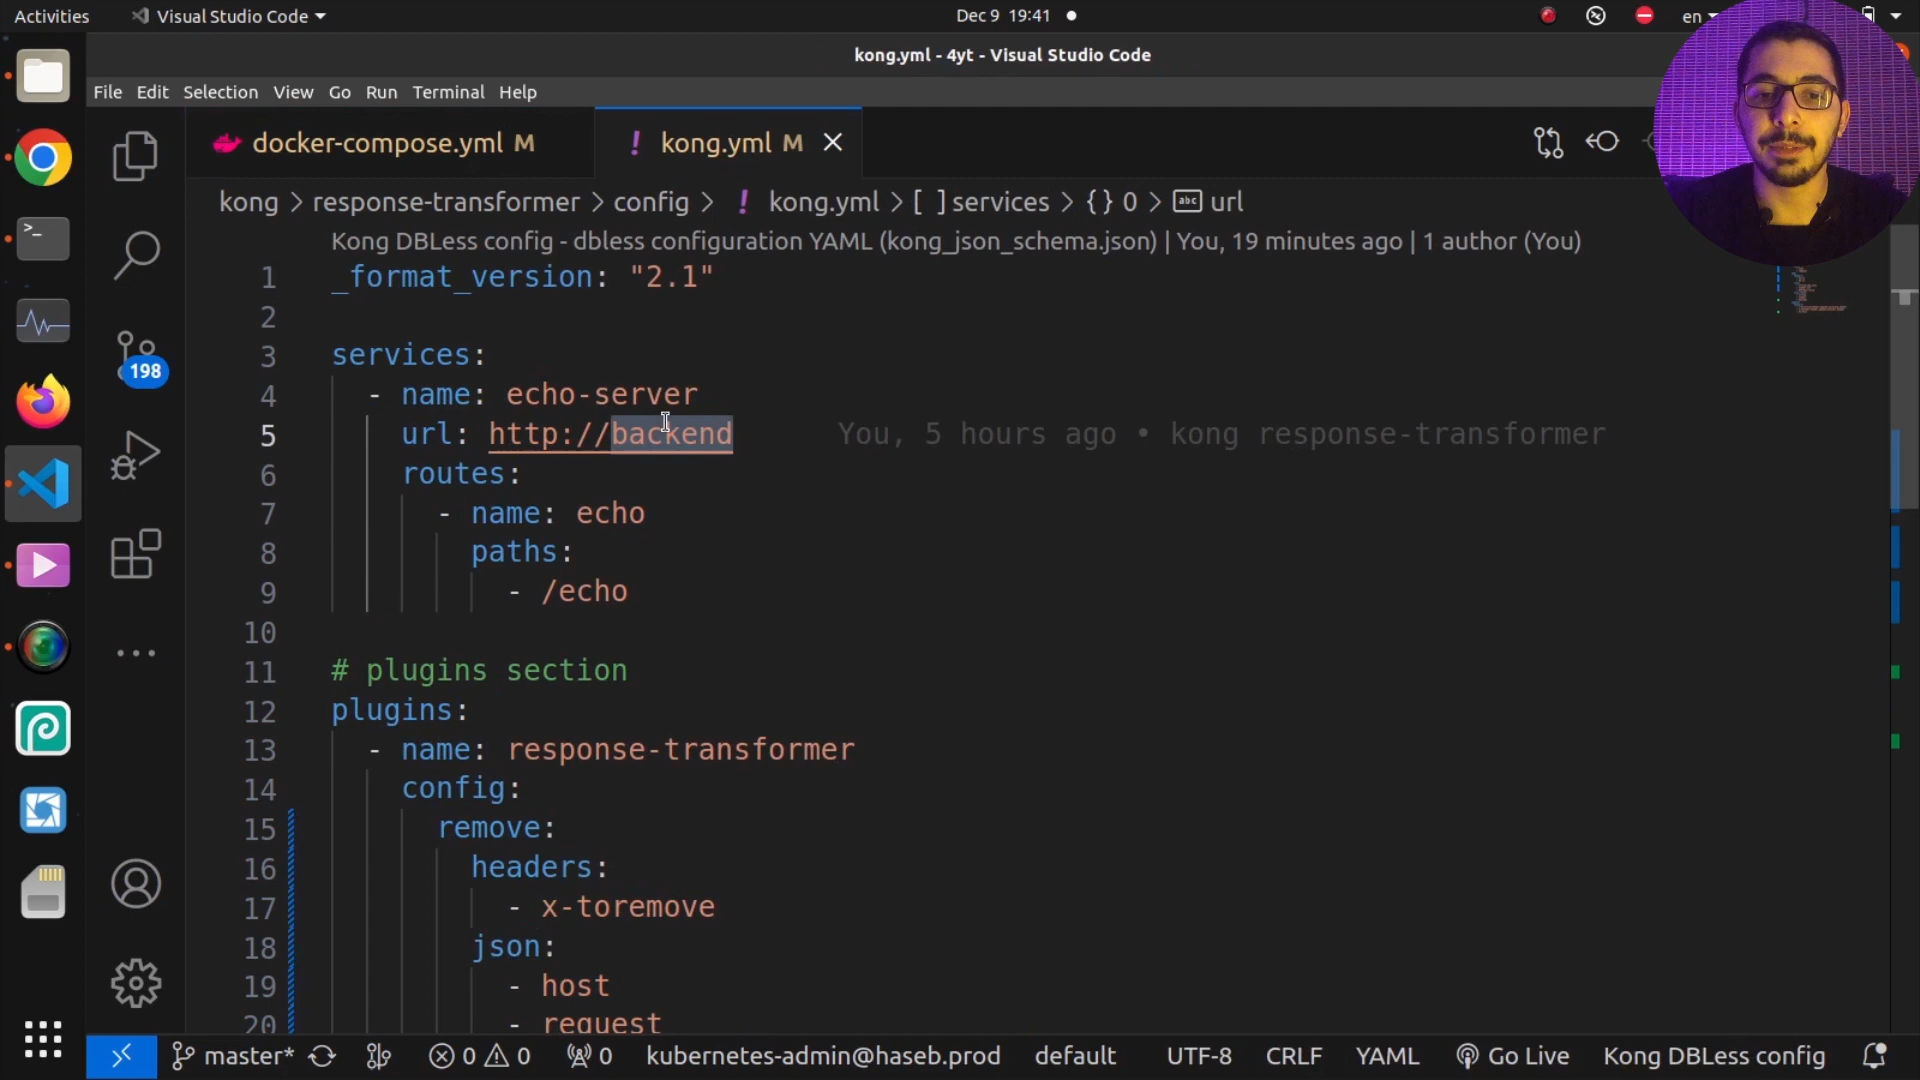 Activities Visual Studio Code Dec 9 19:41 en
kong.yml - 4yt - Visual Studio Code
File Edit Selection View Go Run Terminal Help
docker-compose.yml M kong.yml M
kong > response-transformer > config > kong.yml > [ ] services > { } 0 > abc url
Kong DBLess config - dbless configuration YAML (kong_json_schema.json) | You, 19 minutes ago | 1 author (You)
1 _format_version: "2.1"
2
3 services:
4 - name: echo-server
5 url: http://backend You, 5 hours ago • kong response-transformer
6 routes:
7 - name: echo
8 paths:
9 - /echo
10
11 # plugins section
12 plugins:
13 - name: response-transformer
14 config:
15 remove:
16 headers:
17 - x-toremove
18 json:
19 - host
20 - request
198
master* 0 0 0 kubernetes-admin@haseb.prod default UTF-8 CRLF YAML Go Live Kong DBLess config